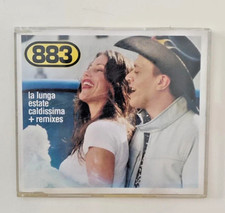 883
la lunga
estate
caldissima
+ remixes